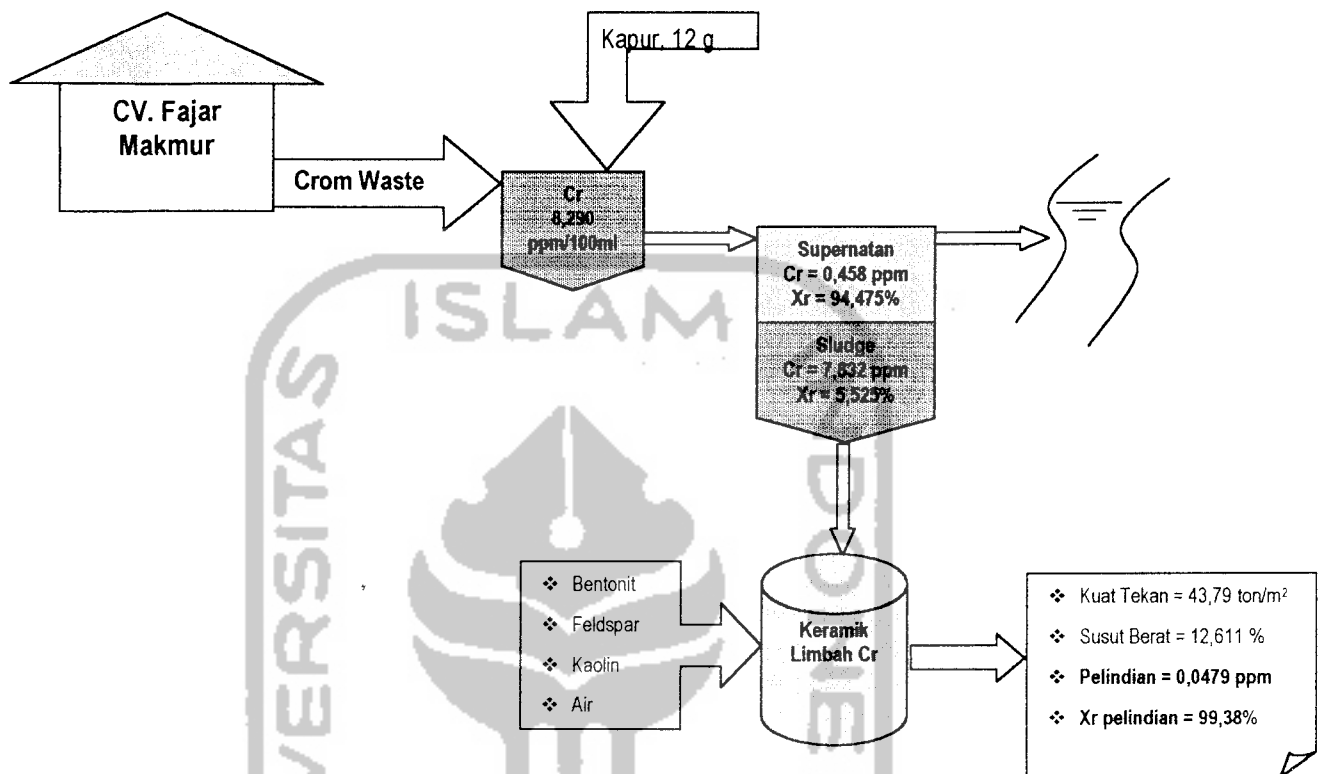 Kapur, 12 g
CV. Fajar
Makmur
Crom Waste
Cr
8,290
ppm/100ml
Supernatan
Cr = 0,458 ppm
Xr = 94,475%
Sludge
Cr = 7,832 ppm
Xr = 5,525%
ISLAM
VERSITAS
DONE
❖ Bentonit
❖ Feldspar
❖ Kaolin
❖ Air
Keramik
Limbah Cr
❖ Kuat Tekan = 43,79 ton/m²
❖ Susut Berat = 12,611 %
❖ Pelindian = 0,0479 ppm
❖ Xr pelindian = 99,38%